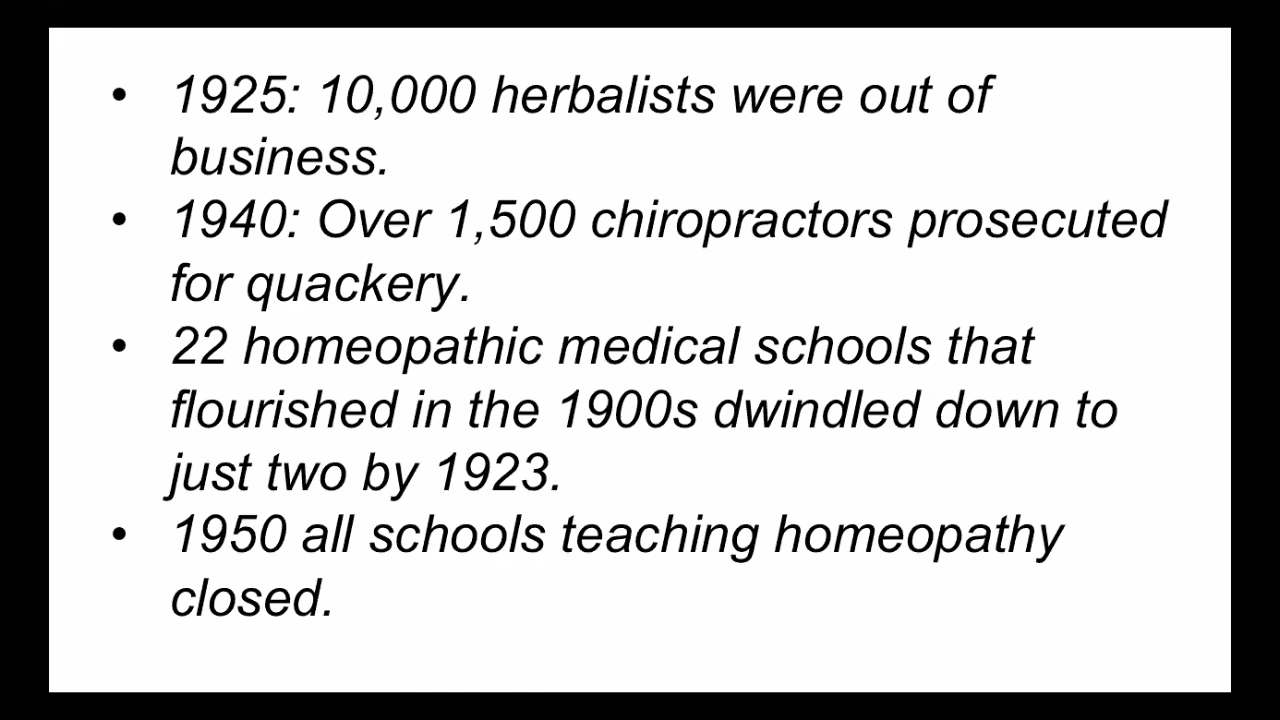 • 1925: 10,000 herbalists were out of
business.
• 1940: Over 1,500 chiropractors prosecuted
for quackery.
• 22 homeopathic medical schools that
flourished in the 1900s dwindled down to
just two by 1923.
• 1950 all schools teaching homeopathy
closed.